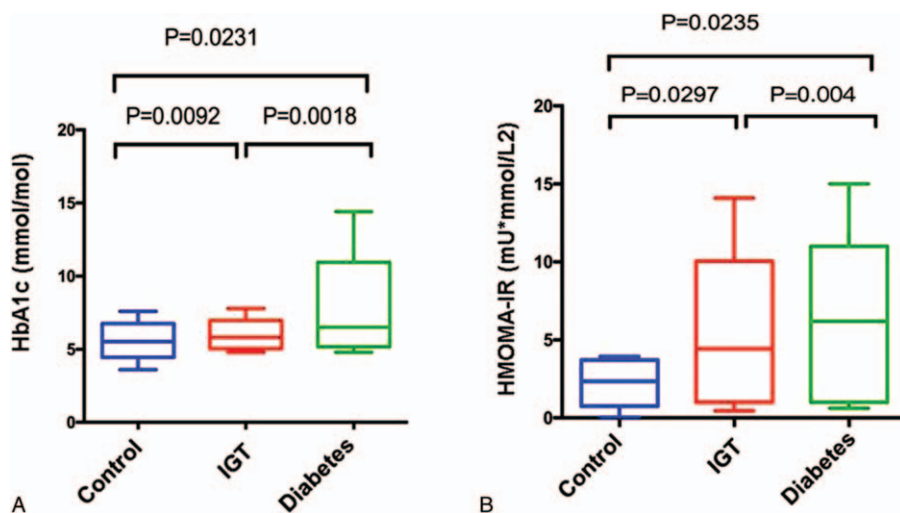 P=0.0231
P=0.0092
P=0.0018
HbA1c (mmol/mol)
20
15
10
5
0
Control
IGT
Diabetes
A
P=0.0235
P=0.0297
P=0.004
HMOMA-IR (mU*mmol/L2)
20
15
10
5
0
Control
IGT
Diabetes
B